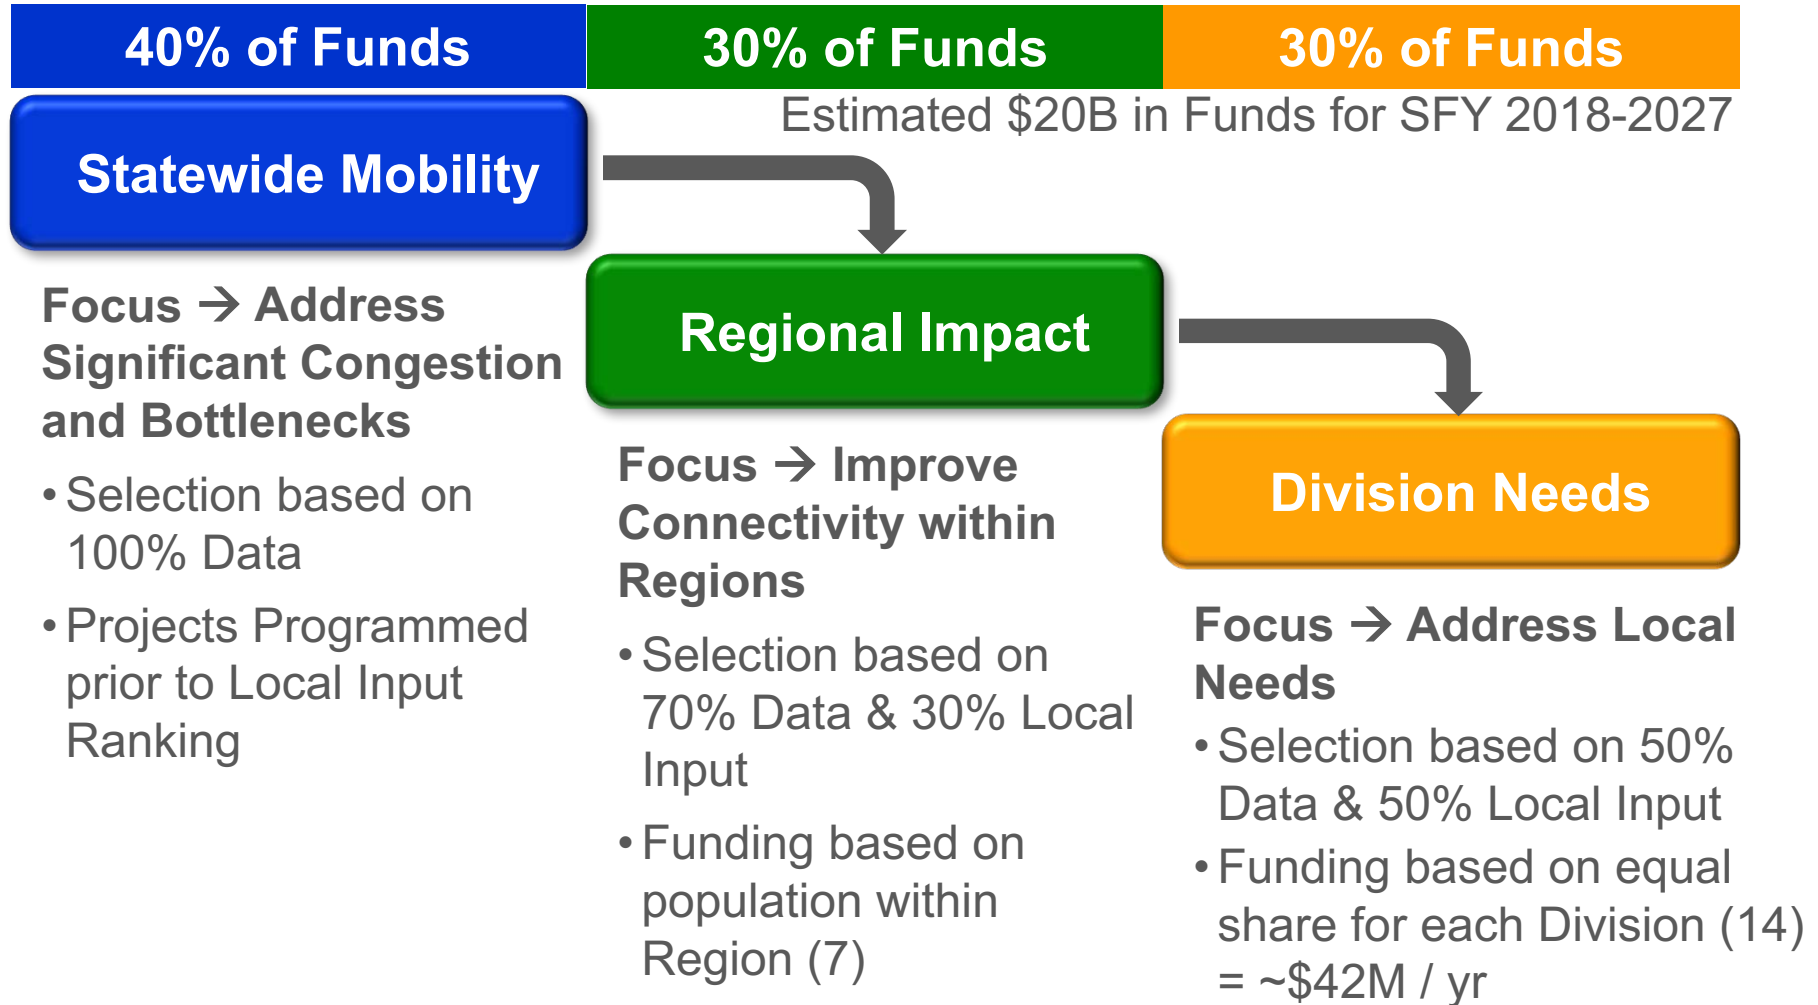 40% of Funds
30% of Funds
30% of Funds
Estimated $20B in Funds for SFY 2018-2027
Statewide Mobility
Focus → Address
Significant Congestion
and Bottlenecks
• Selection based on
100% Data
• Projects Programmed
prior to Local Input
Ranking
Regional Impact
Focus → Improve
Connectivity within
Regions
• Selection based on
70% Data & 30% Local
Input
• Funding based on
population within
Region (7)
Division Needs
Focus → Address Local
Needs
• Selection based on 50%
Data & 50% Local Input
• Funding based on equal
share for each Division (14)
= ~$42M / yr